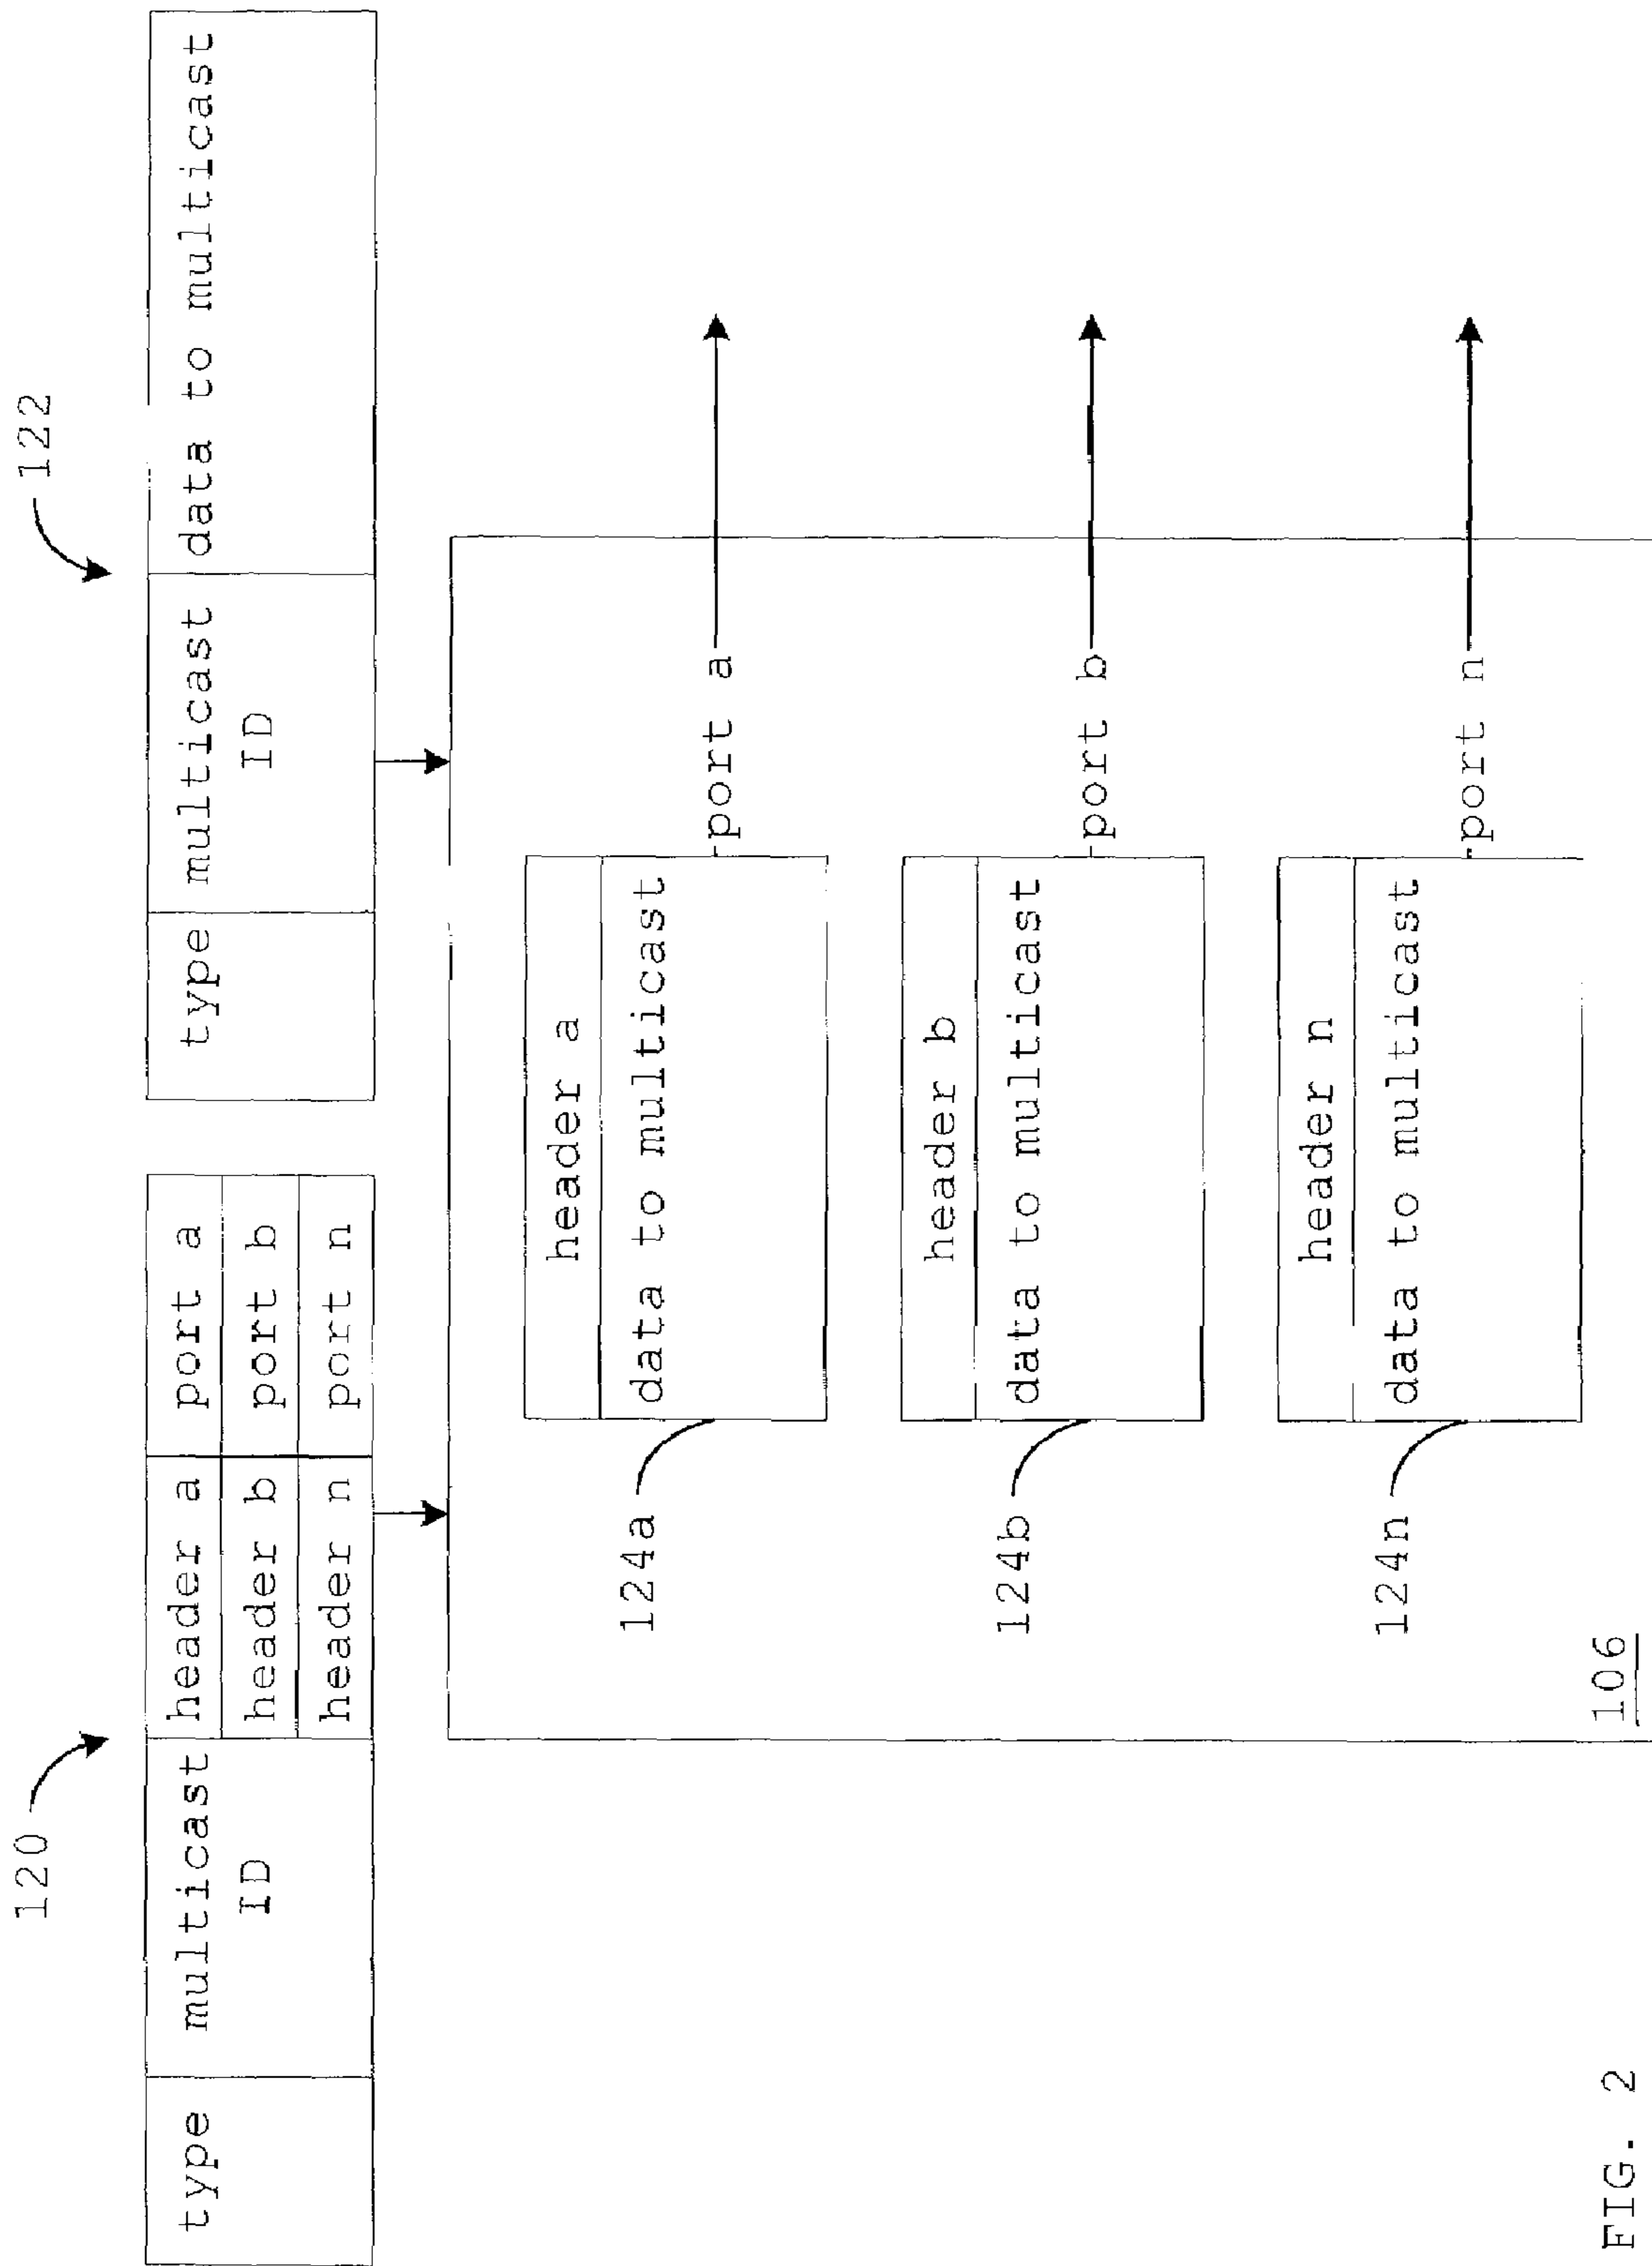 120
122
type
multicast
ID
header a
port a
header b
port b
header n
port n
type
multicast
ID
data to multicast
header a
data to multicast
port a
124a
header b
data to multicast
port b
124b
header n
data to multicast
port n
124n
106
FIG. 2